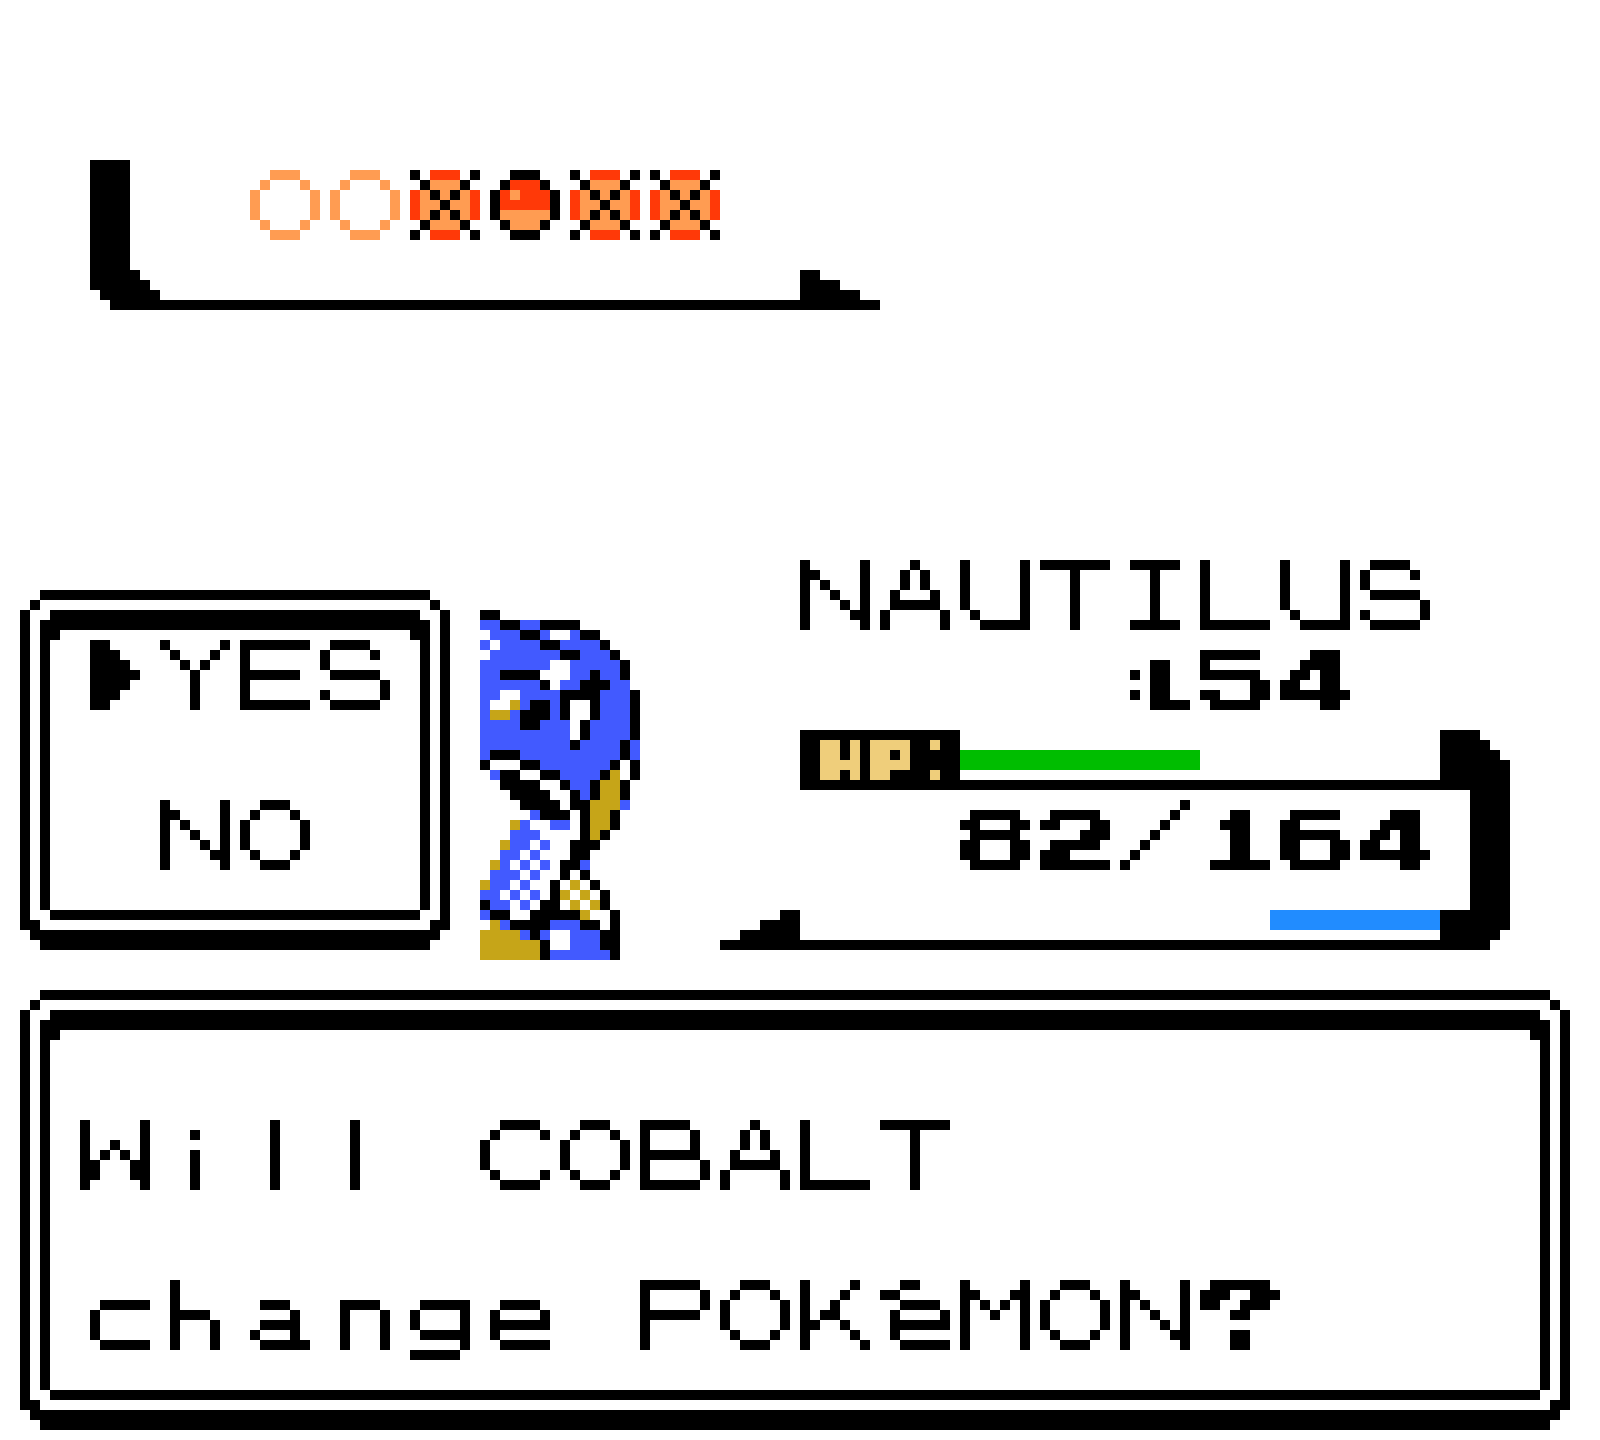 NAUTILUS
:L54
HP:
82/164
▶YES
NO
Will COBALT
change POKéMON?